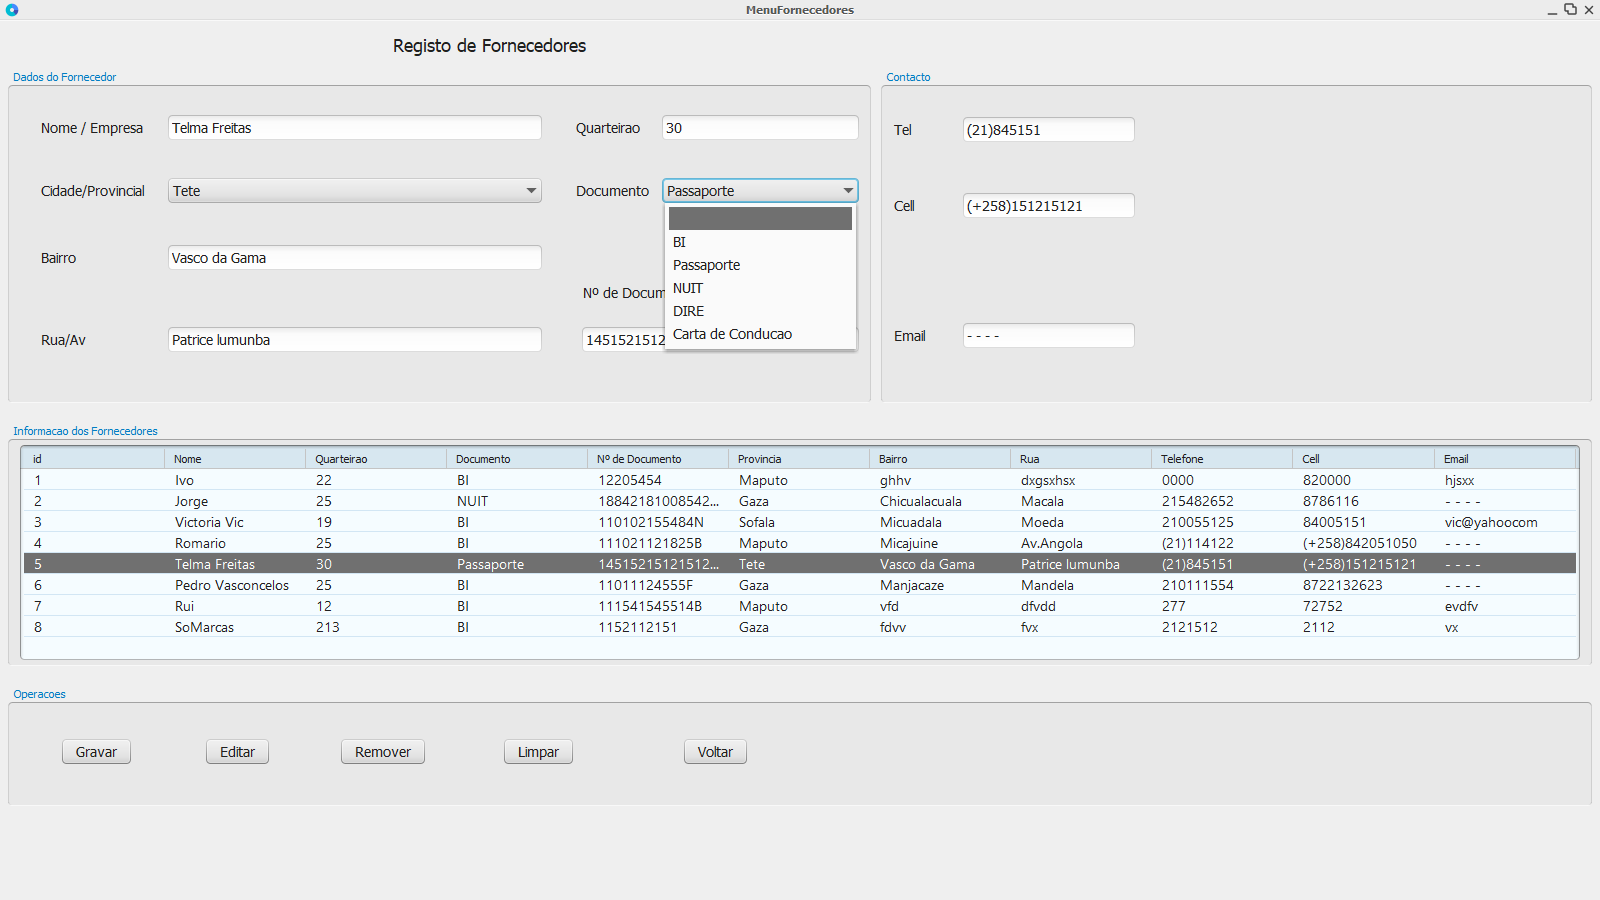 MenuFornecedores
Registo de Fornecedores
Dados do Fornecedor
Nome / Empresa Telma Freitas Quarteirao 30
Cidade/Provincial Tete Documento Passaporte
BI
Passaporte
NUIT
DIRE
Carta de Conducao
Bairro Vasco da Gama
Nº de Docum
Rua/Av Patrice lumunba 1451521512
Contacto
Tel (21)845151
Cell (+258)151215121
Email - - - -
Informacao dos Fornecedores
id Nome Quarteirao Documento Nº de Documento Provincia Bairro Rua Telefone Cell Email
1 Ivo 22 BI 12205454 Maputo ghhv dxgsxhsx 0000 820000 hjsxx
2 Jorge 25 NUIT 18842181008542... Gaza Chicualacuala Macala 215482652 8786116 - - - -
3 Victoria Vic 19 BI 110102155484N Sofala Micuadala Moeda 210055125 84005151 vic@yahoocom
4 Romario 25 BI 111021121825B Maputo Micajuine Av.Angola (21)114122 (+258)842051050 - - - -
5 Telma Freitas 30 Passaporte 14515215121512... Tete Vasco da Gama Patrice lumunba (21)845151 (+258)151215121 - - - -
6 Pedro Vasconcelos 25 BI 11011124555F Gaza Manjacaze Mandela 210111554 8722132623 - - - -
7 Rui 12 BI 111541545514B Maputo vfd dfvdd 277 72752 evdfv
8 SoMarcas 213 BI 1152112151 Gaza fdvv fvx 2121512 2112 vx
Operacoes
Gravar Editar Remover Limpar Voltar